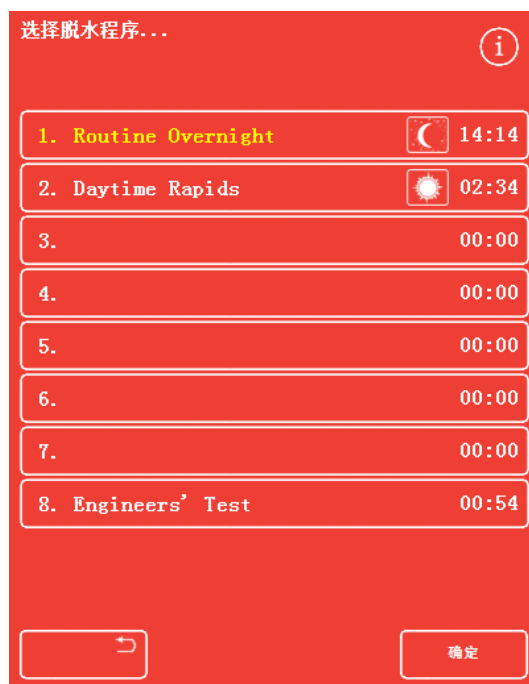 选择脱水程序...
i
1. Routine Overnight 14:14
2. Daytime Rapids 02:34
3. 00:00
4. 00:00
5. 00:00
6. 00:00
7. 00:00
8. Engineers' Test 00:54
确定